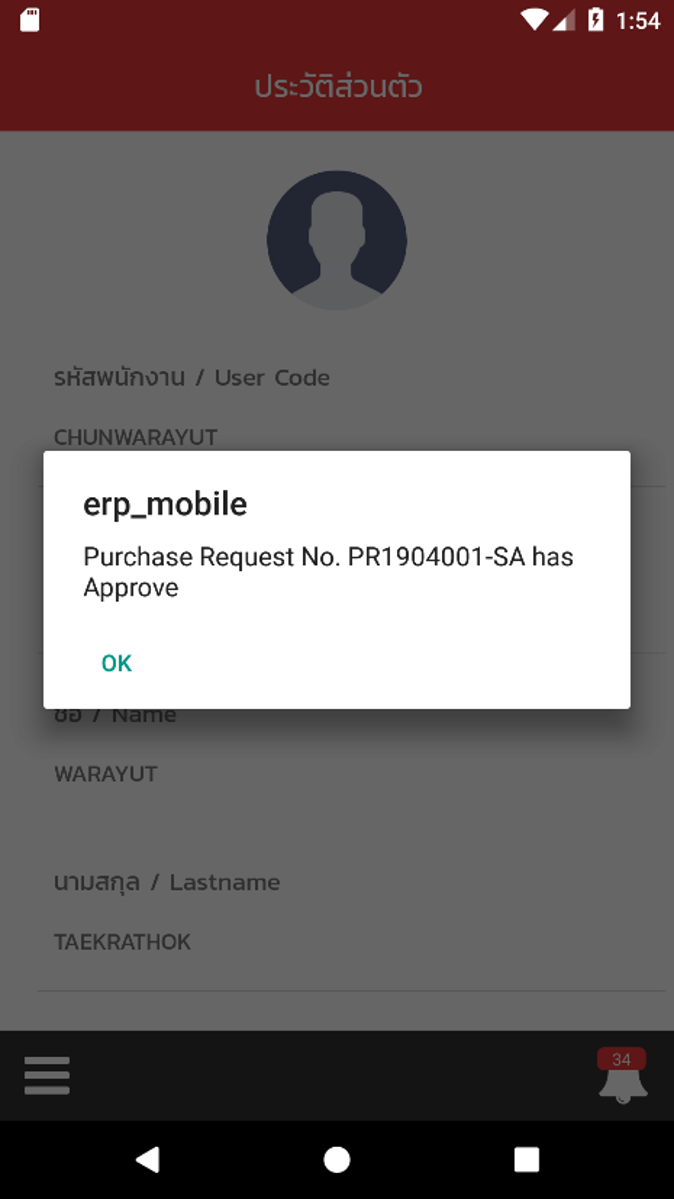 1:54
ประวัติส่วนตัว
รหัสพนักงาน / User Code
CHUNWARAYUT
erp_mobile
Purchase Request No. PR1904001-SA has
Approve
OK
ชื่อ / Name
WARAYUT
นามสกุล / Lastname
TAEKRATHOK
34